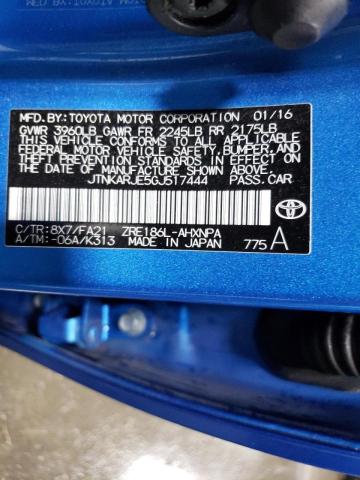 MFD. BY:TOYOTA MOTOR CORPORATION 01/16
GVWR 3960LB GAWR FR 2245LB RR 2175LB
THIS VEHICLE CONFORMS TO ALL APPLICABLE
FEDERAL MOTOR VEHICLE SAFETY, BUMPER, AND
THEFT PREVENTION STANDARDS IN EFFECT ON
THE DATE OF MANUFACTURE SHOWN ABOVE.
JTNKARJE5GJ517444 PASS.CAR
C/TR:8X7/FA21 ZRE186L-AHXNPA
A/TM:-06A/K313 MADE IN JAPAN 775 A